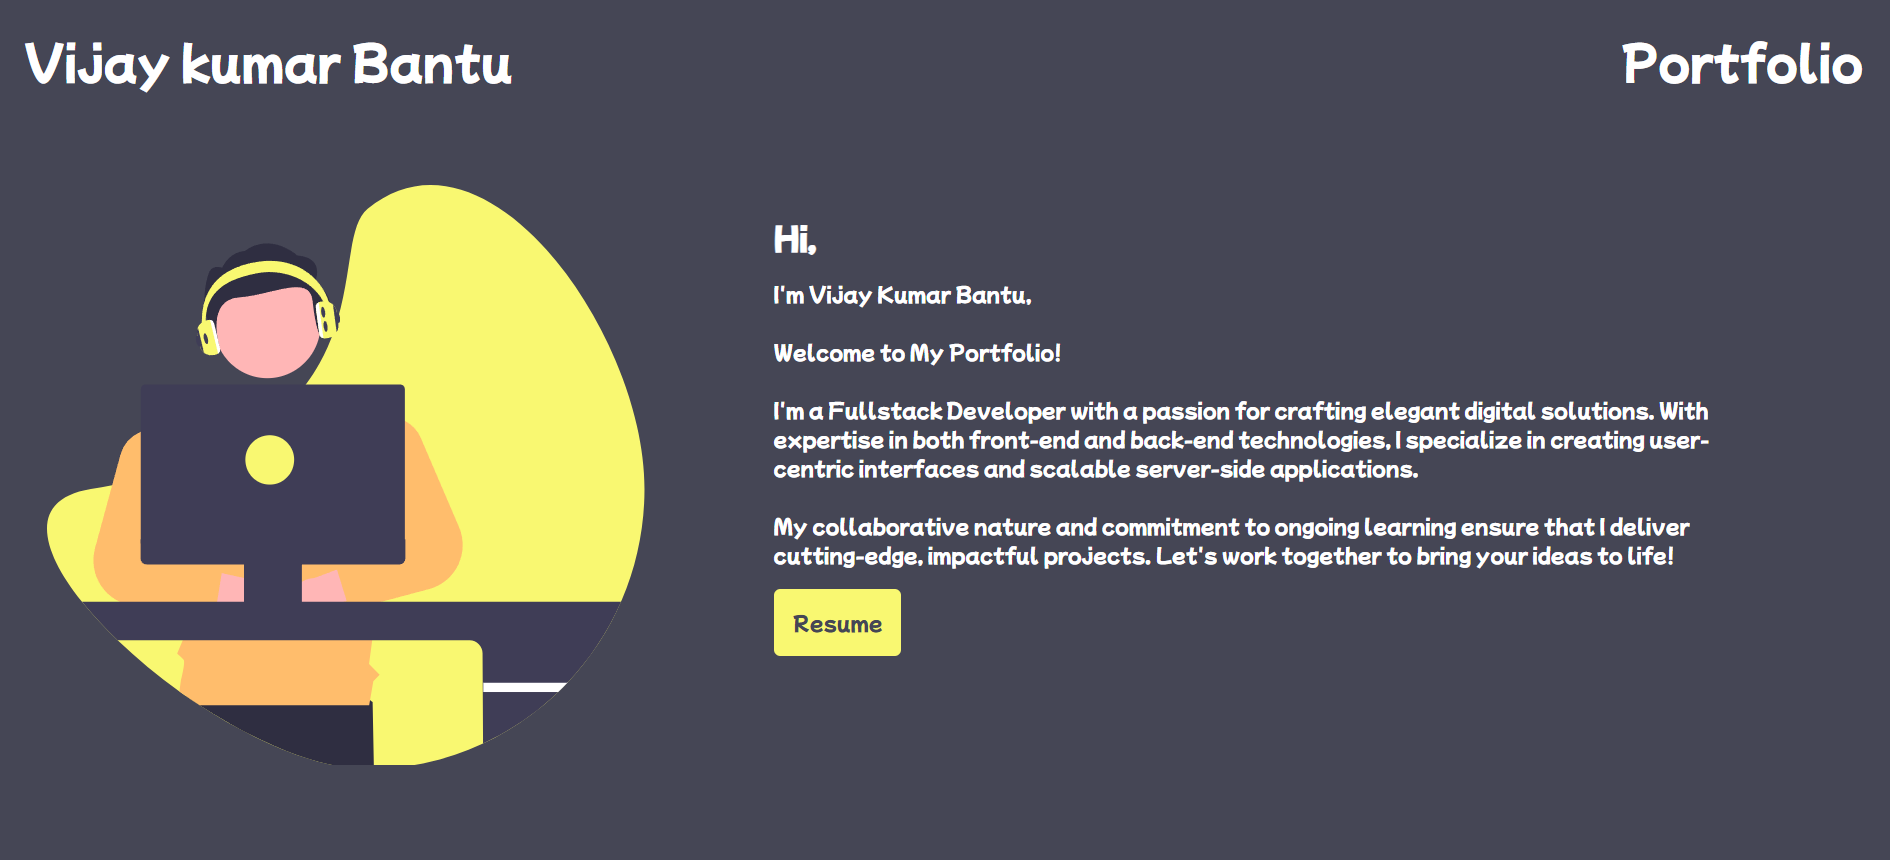 Vijay kumar Bantu
Portfolio
Hi,
I'm Vijay Kumar Bantu,
Welcome to My Portfolio!
I'm a Fullstack Developer with a passion for crafting elegant digital solutions. With
expertise in both front-end and back-end technologies, I specialize in creating user-
centric interfaces and scalable server-side applications.
My collaborative nature and commitment to ongoing learning ensure that I deliver
cutting-edge, impactful projects. Let's work together to bring your ideas to life!
Resume